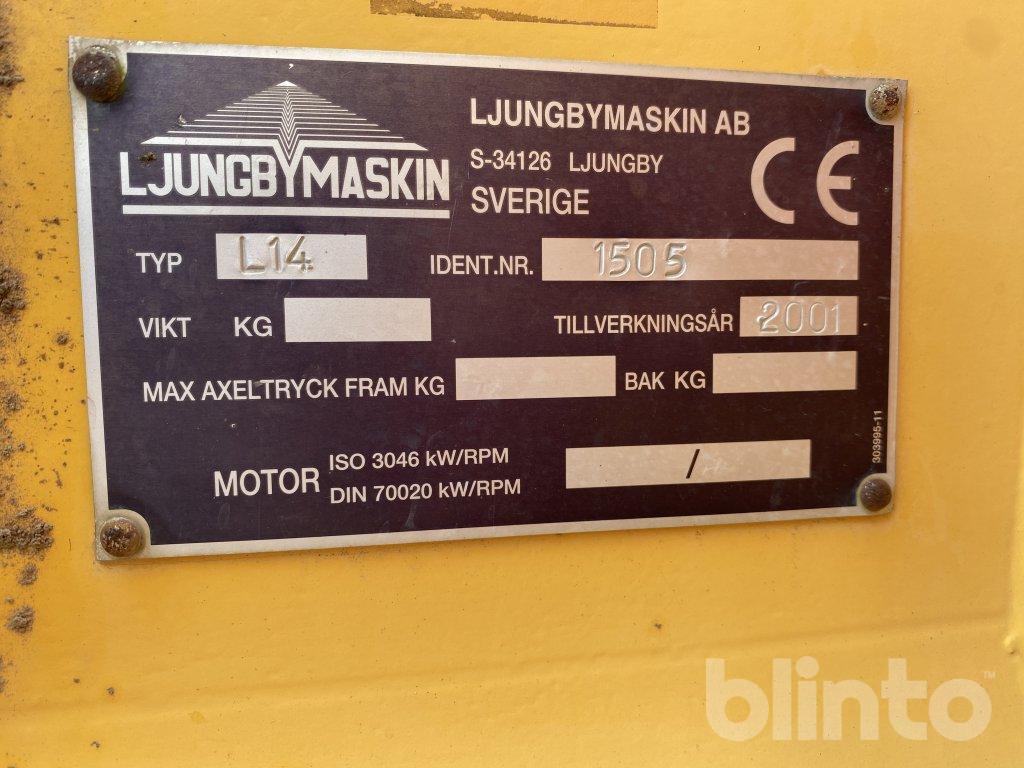 LJUNGBYMASKIN
LJUNGBYMASKIN AB
S-34126 LJUNGBY
SVERIGE
CE
TYP L14 IDENT.NR. 1505
VIKT KG TILLVERKNINGSÅR 2001
MAX AXELTRYCK FRAM KG BAK KG
MOTOR ISO 3046 kW/RPM /
DIN 70020 kW/RPM
303995-11
blinto™